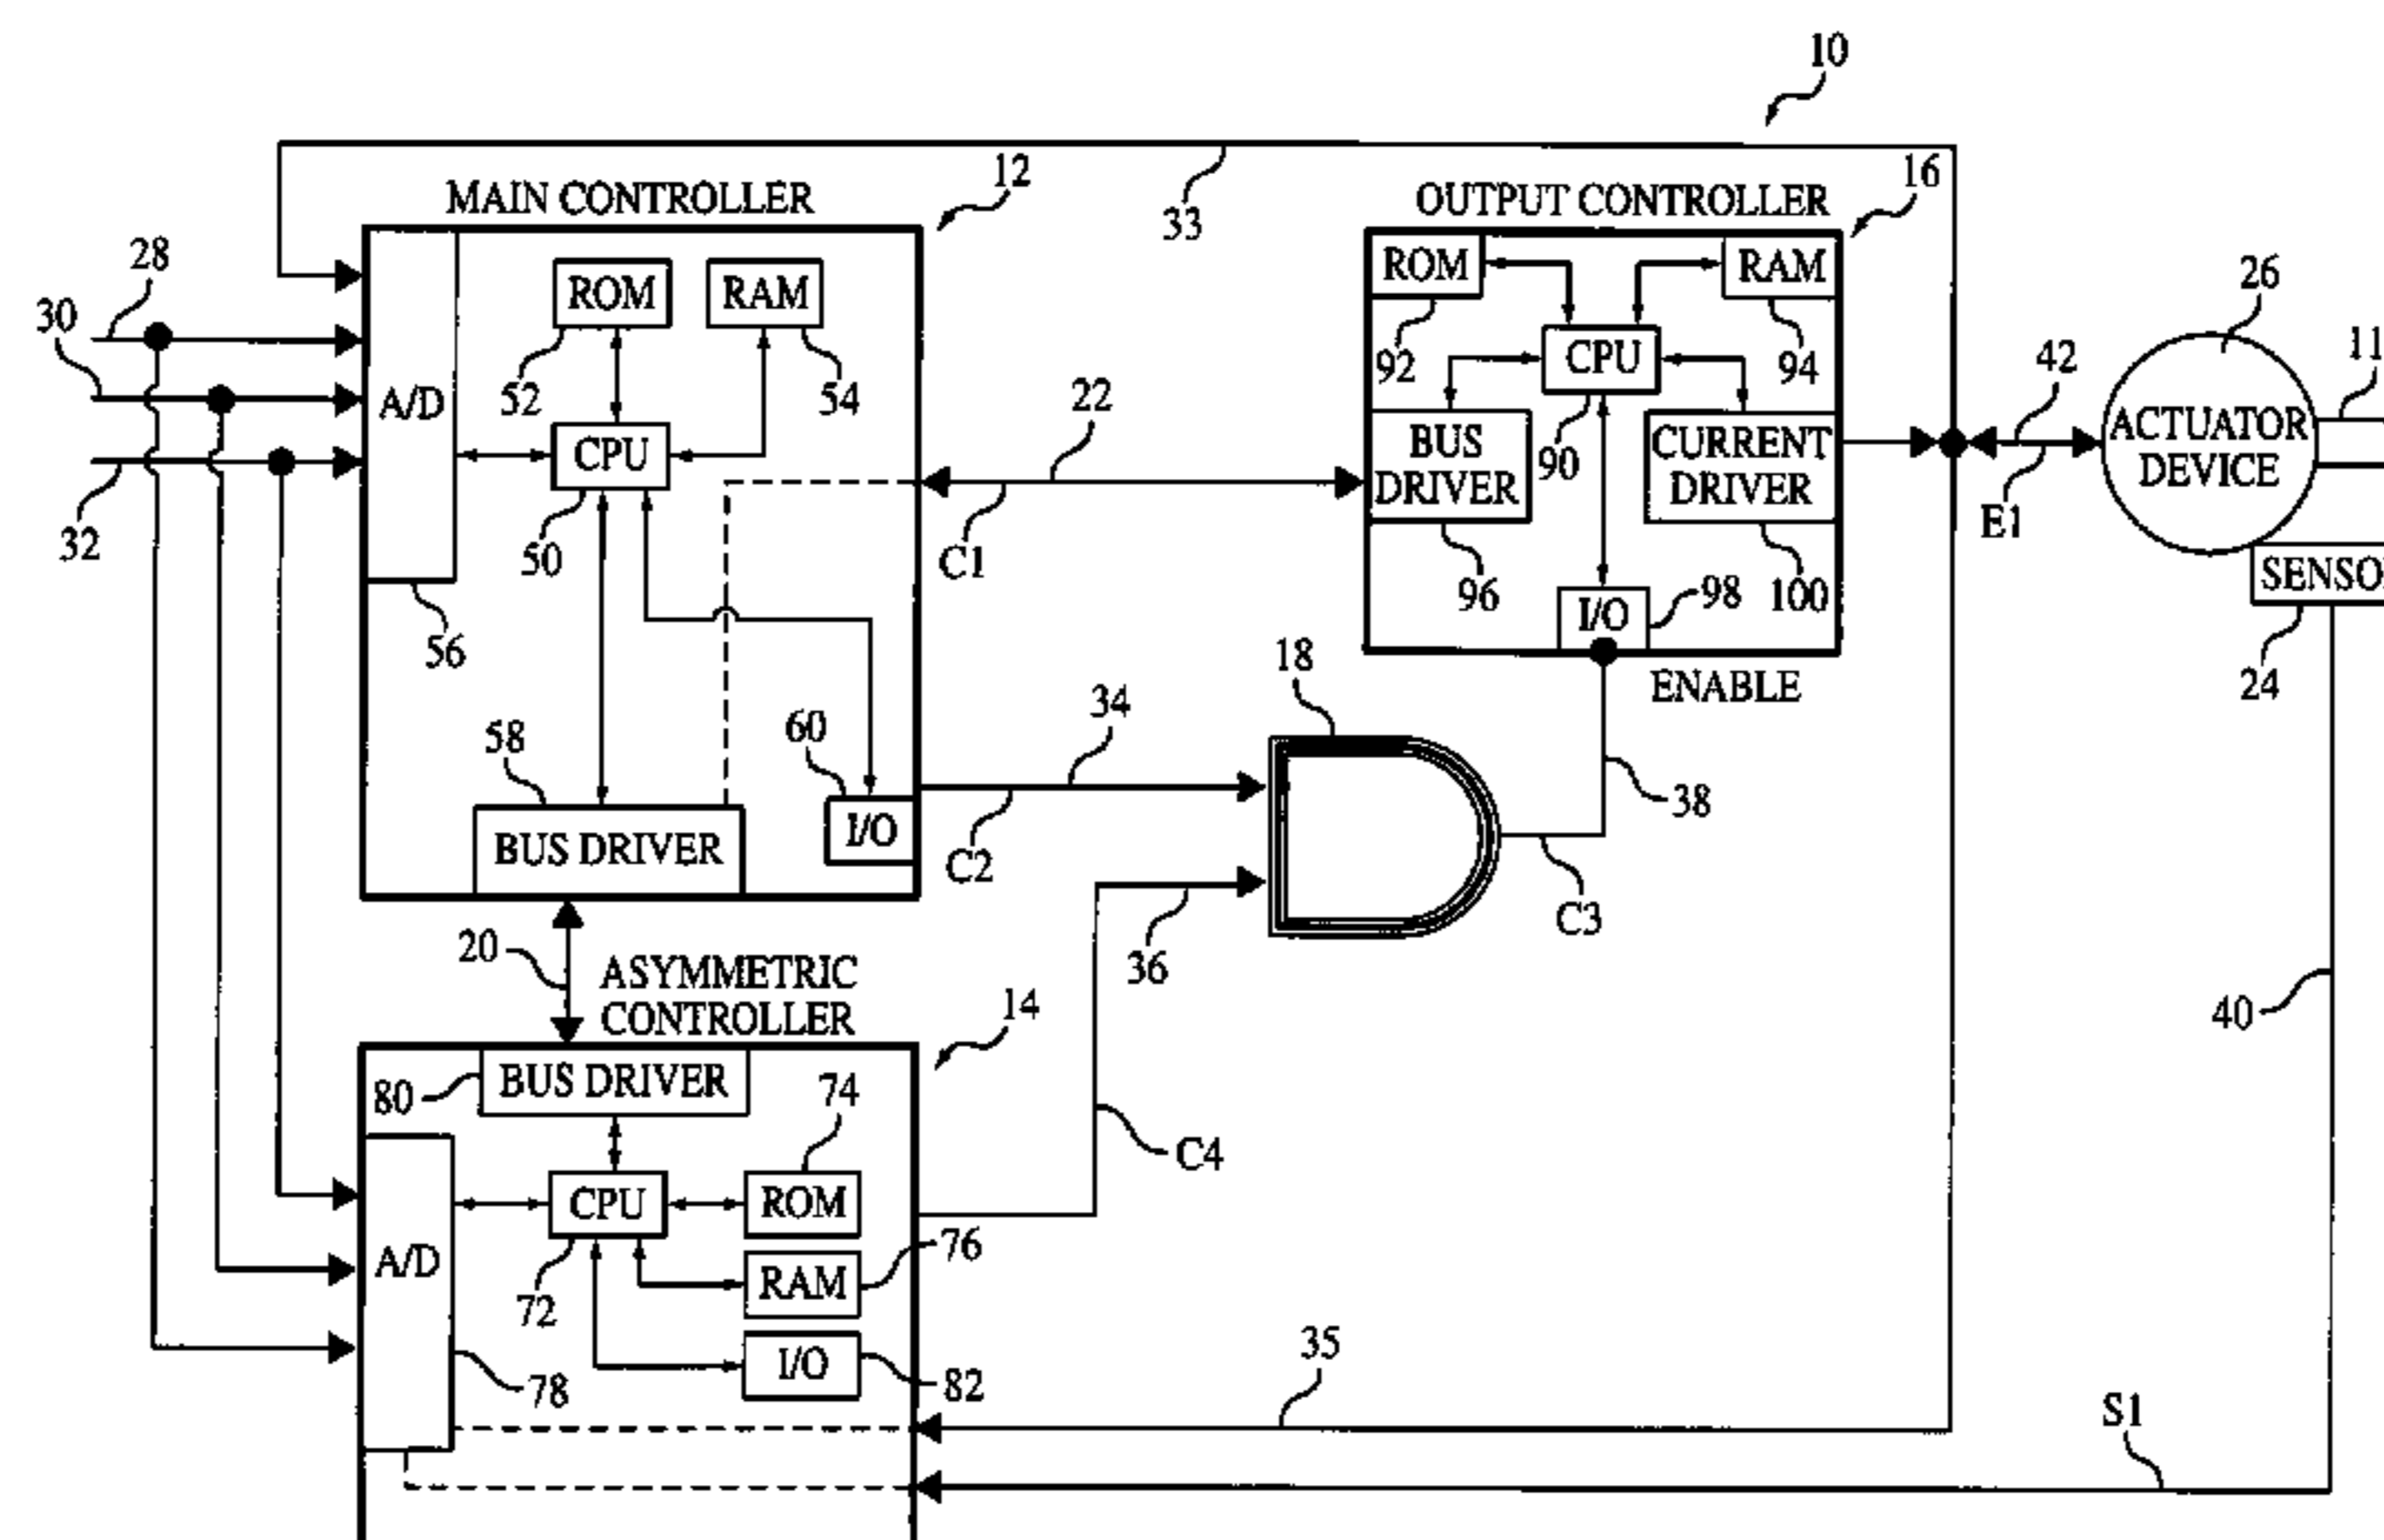 10
MAIN CONTROLLER
12
33
OUTPUT CONTROLLER
16
28
30
32
A/D
56
ROM
52
RAM
54
CPU
50
58
BUS DRIVER
60
I/O
22
C1
ROM
92
RAM
94
CPU
90
BUS
DRIVER
96
CURRENT
DRIVER
100
I/O
98
ENABLE
42
E1
26
ACTUATOR
DEVICE
11
SENSO
24
18
34
C2
36
C3
38
40
20
ASYMMETRIC
CONTROLLER
14
80
BUS DRIVER
74
ROM
CPU
72
A/D
78
76
RAM
I/O
82
C4
35
S1